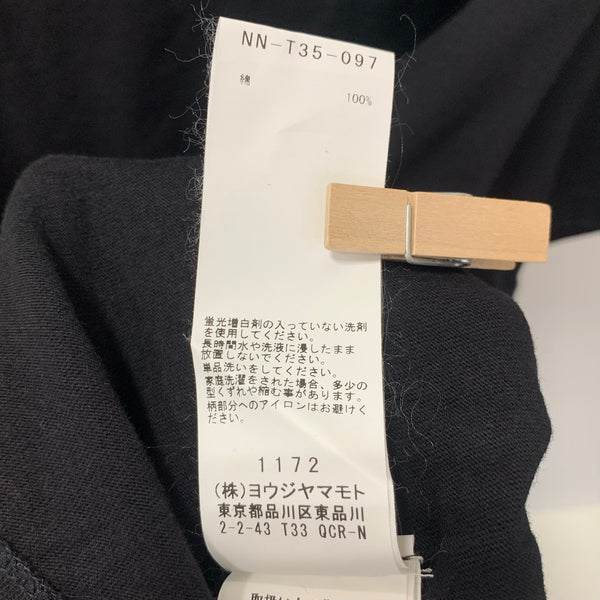 NN-T35-097
綿
100%
蛍光増白剤の入っていない洗剤
を使用してください。
長時間水や洗液に浸したまま
放置しないでください。
単品洗いをしてください。
家庭洗濯をされた場合、多少の
型くずれや縮む事があります。
柄部分へのアイロンはお避けく
ださい。
1172
(株)ヨウジヤマモト
東京都品川区東品川
2-2-43 T33 QCR-N